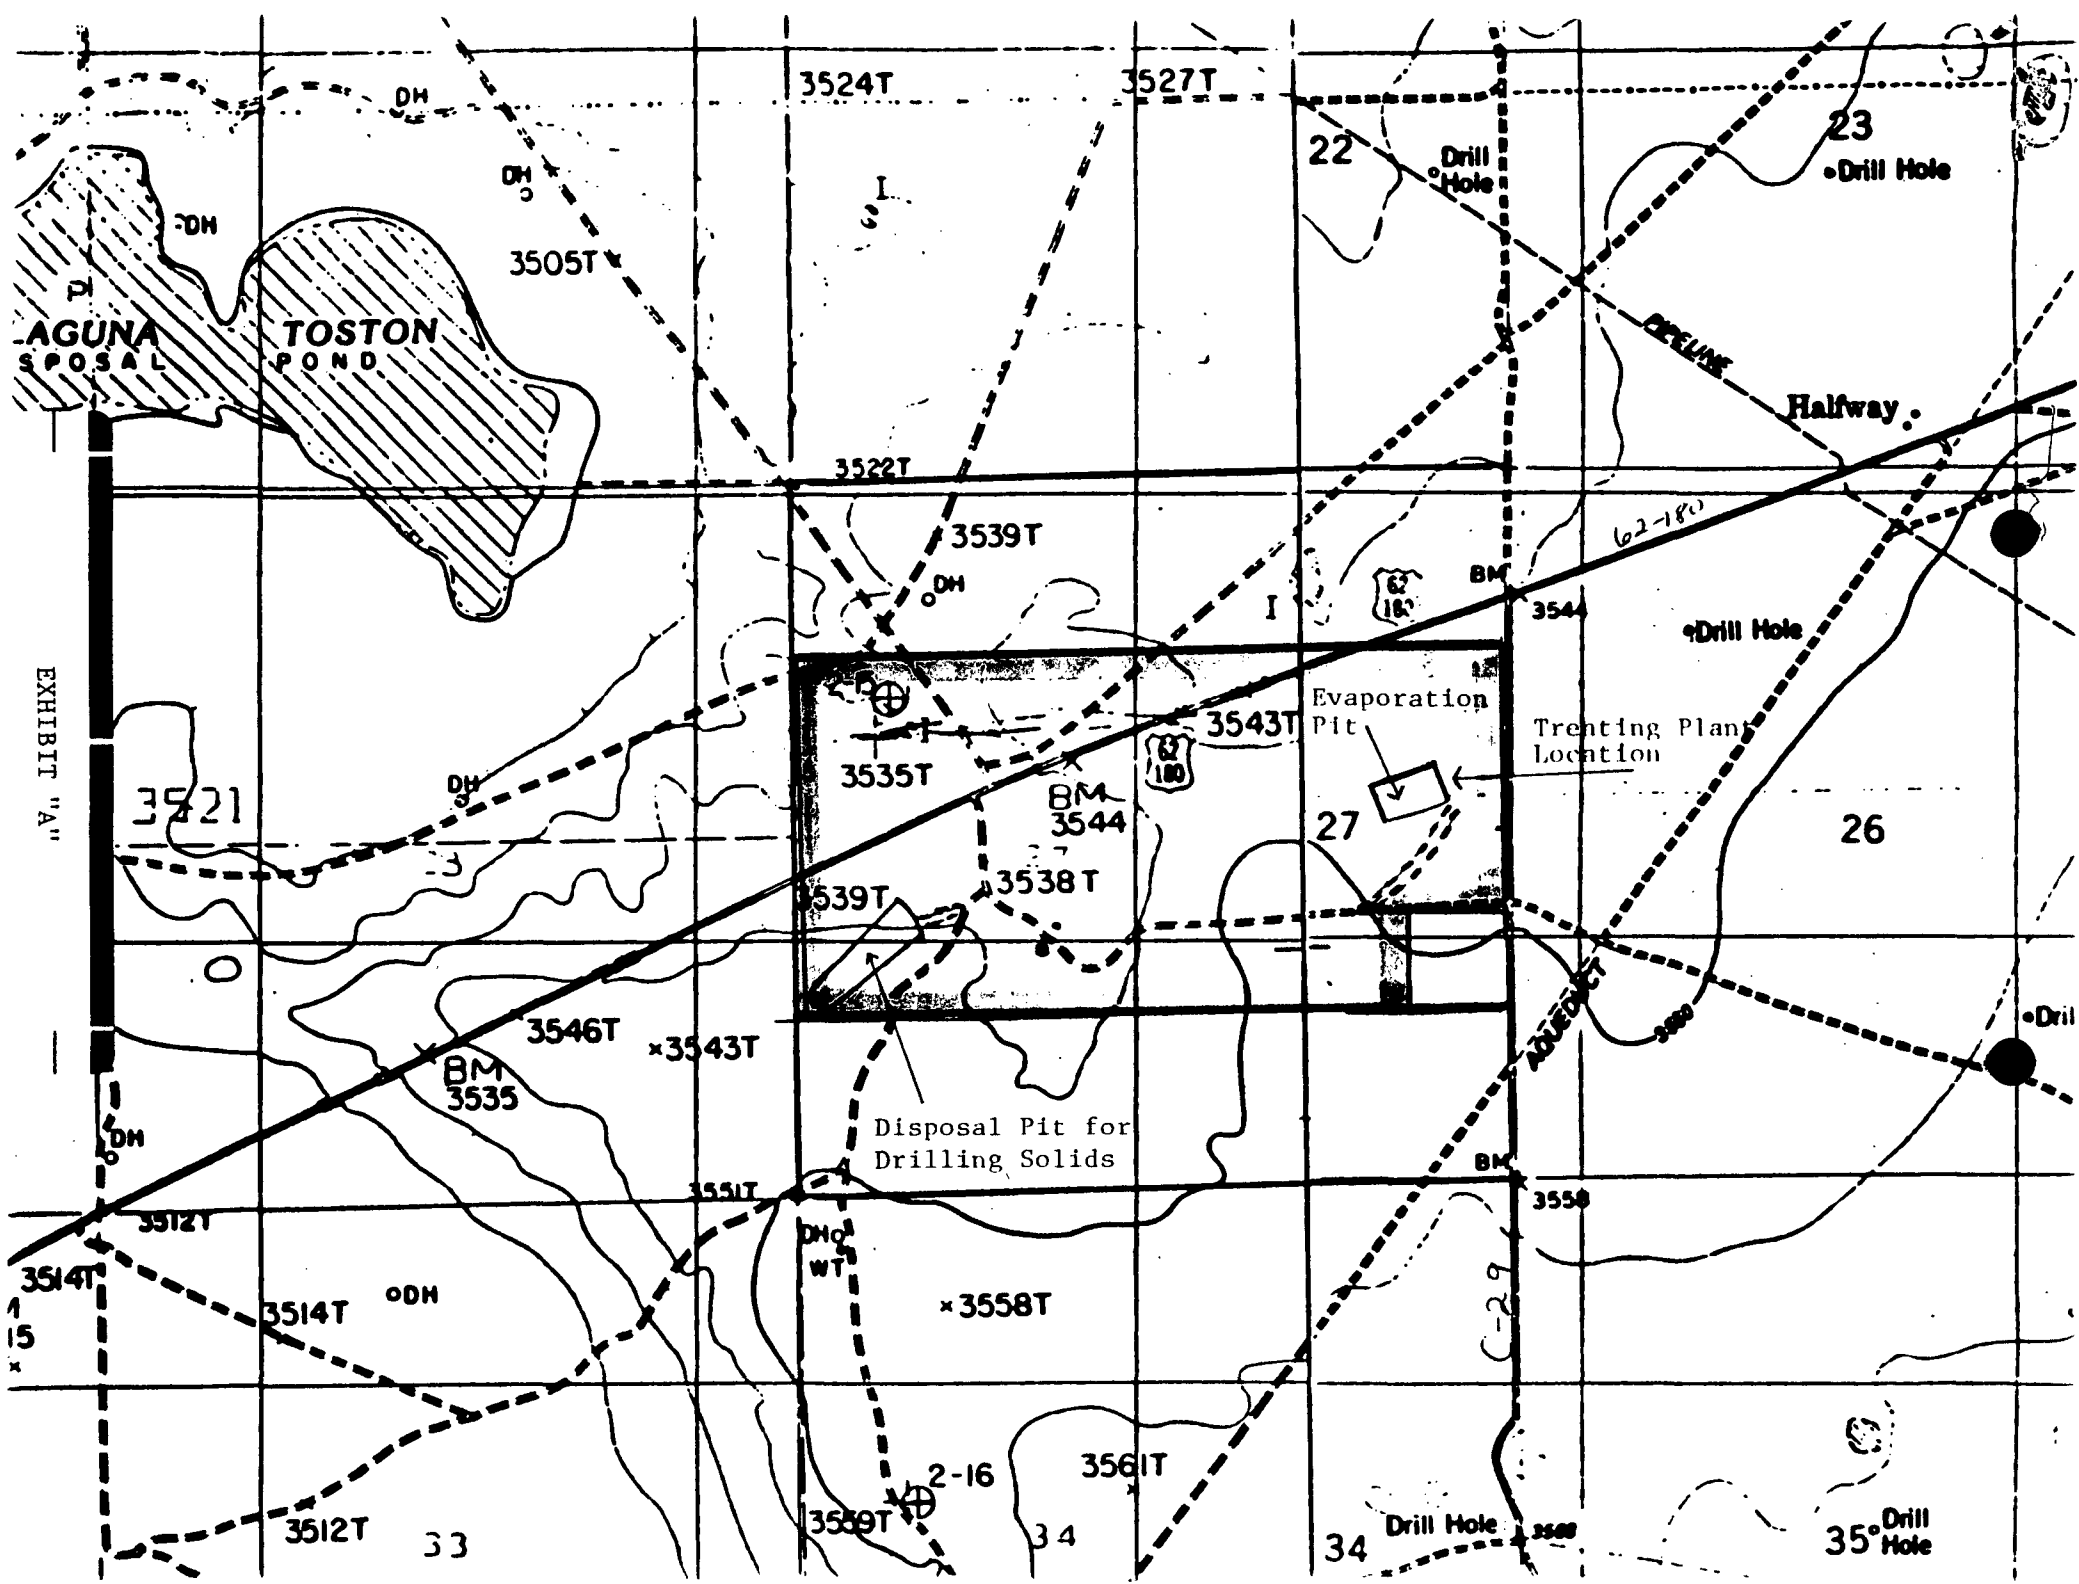 3524T
3527T
DH
22
23
Drill
Hole
Drill Hole
DH
I
DH
3505T
AGUNA
SPOSAL
TOSTON
POND
PIPELINE
Halfway
3522T
3539T
62-180
DH
BM
62
180
I
3544
Drill Hole
EXHIBIT "A"
Evaporation
Pit
3543T
Trenting Plant
Location
62
180
3535T
DH
BM
3544
3521
27
26
3538T
3539T
3546T
3543T
BM
3535
AQUEDUCT
Dril
DH
Disposal Pit for
Drilling Solids
BM
3551T
3558
3512T
DH
WT
3514T
DH
3514T
3558T
C-29
15
3561T
2-16
3559T
3512T
33
34
34
Drill Hole
35
Drill
Hole